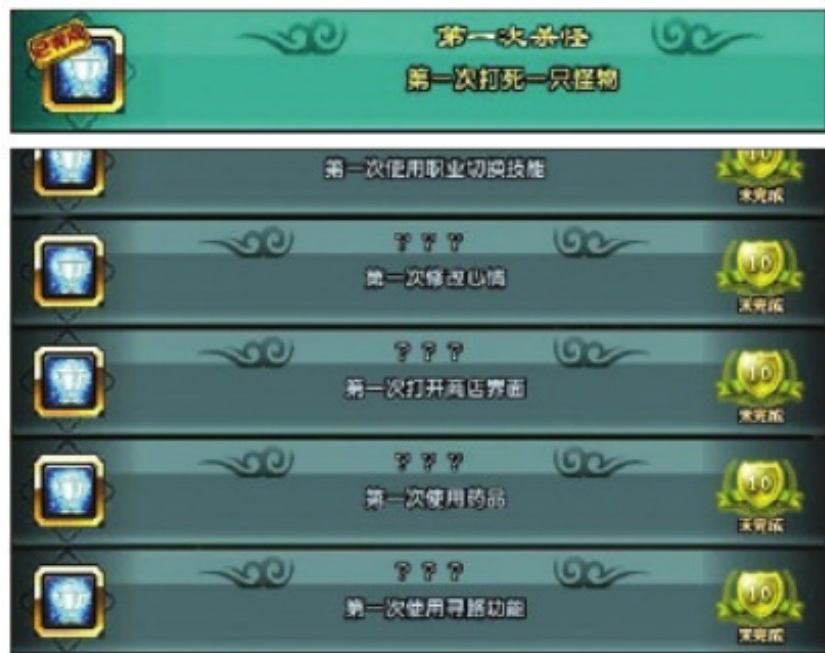 已完成
第一次杀怪
第一次打死一只怪物
第一次使用职业切换技能
10
未完成
? ? ?
第一次修改心情
10
未完成
? ? ?
第一次打开商店界面
10
未完成
? ? ?
第一次使用药品
10
未完成
? ? ?
第一次使用寻路功能
10
未完成